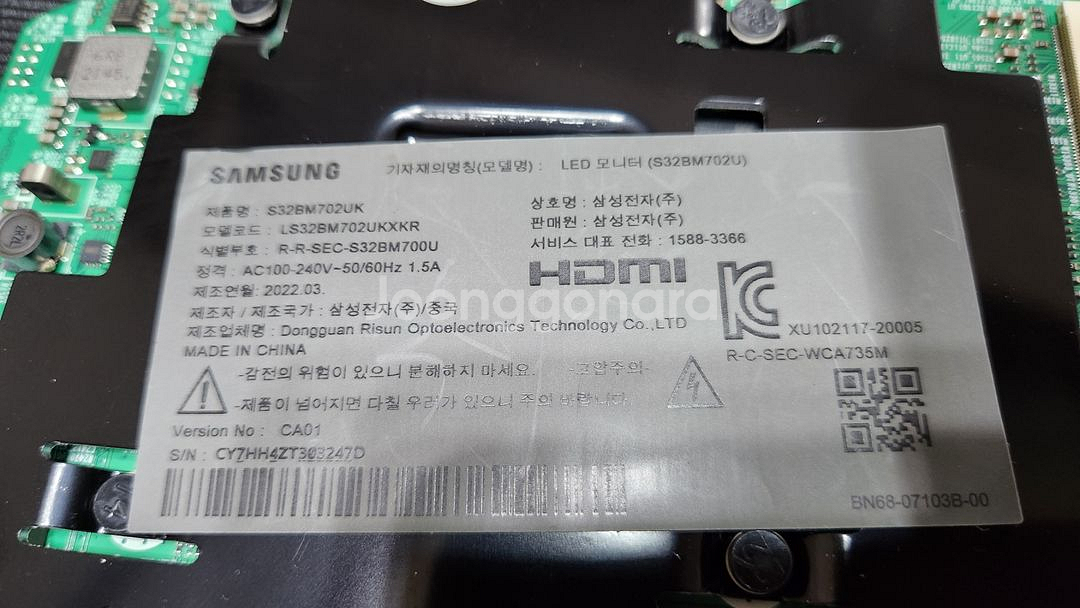 SAMSUNG 기자재의명칭(모델명) : LED 모니터 (S32BM702U)
제품명 : S32BM702UK
모델코드 : LS32BM702UKXKR
식별부호 : R-R-SEC-S32BM700U
정격 : AC100-240V~50/60Hz 1.5A
제조연월: 2022.03.
제조자 / 제조국가 : 삼성전자(주)/중국
제조업체명 : Dongguan Risun Optoelectronics Technology Co.,LTD
MADE IN CHINA
상호명 : 삼성전자(주)
판매원 : 삼성전자(주)
서비스 대표 전화 : 1588-3366
HDMI
XU102117-20005
R-C-SEC-WCA735M
-감전의 위험이 있으니 분해하지 마세요. -고압주의-
-제품이 넘어지면 다칠 우려가 있으니 주의 바랍니다.
Version No : CA01
S/N : CY7HH4ZT303247D
BN68-07103B-00
Joonggonara